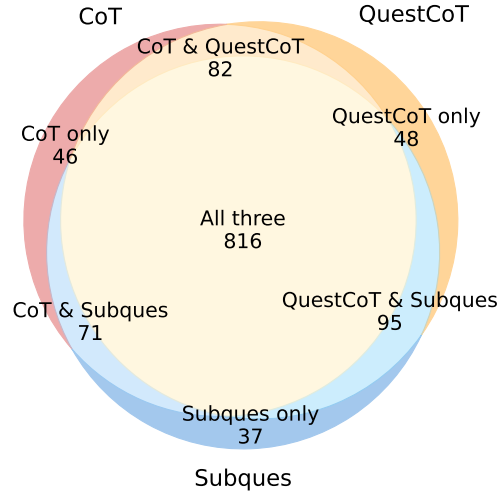 CoT
QuestCoT
CoT & QuestCoT
82
QuestCoT only
48
CoT only
46
All three
816
QuestCoT & Subques
95
CoT & Subques
71
Subques only
37
Subques